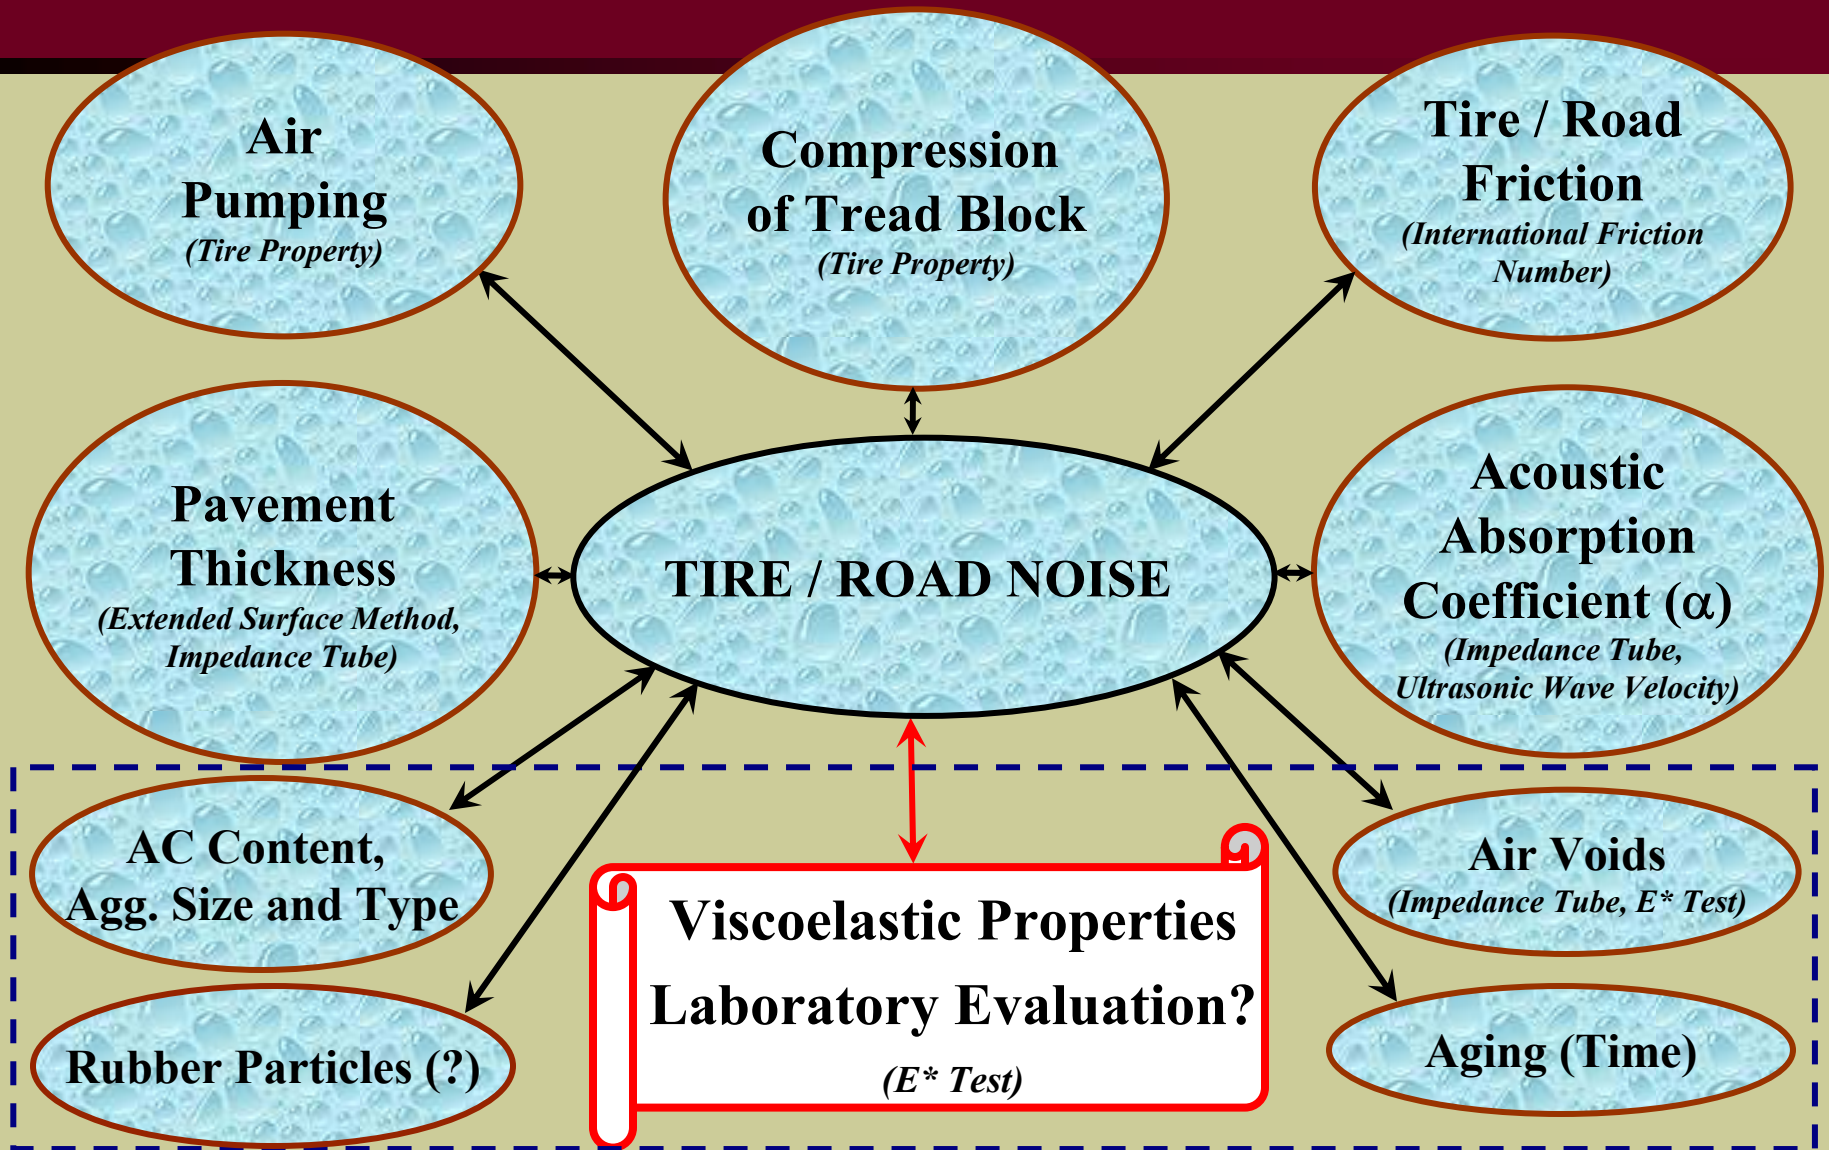 Air
Pumping
(Tire Property)
Compression
of Tread Block
(Tire Property)
Tire / Road
Friction
(International Friction
Number)
Pavement
Thickness
(Extended Surface Method,
Impedance Tube)
TIRE / ROAD NOISE
Acoustic
Absorption
Coefficient (α)
(Impedance Tube,
Ultrasonic Wave Velocity)
AC Content,
Agg. Size and Type
Rubber Particles (?)
Viscoelastic Properties
Laboratory Evaluation?
(E* Test)
Air Voids
(Impedance Tube, E* Test)
Aging (Time)